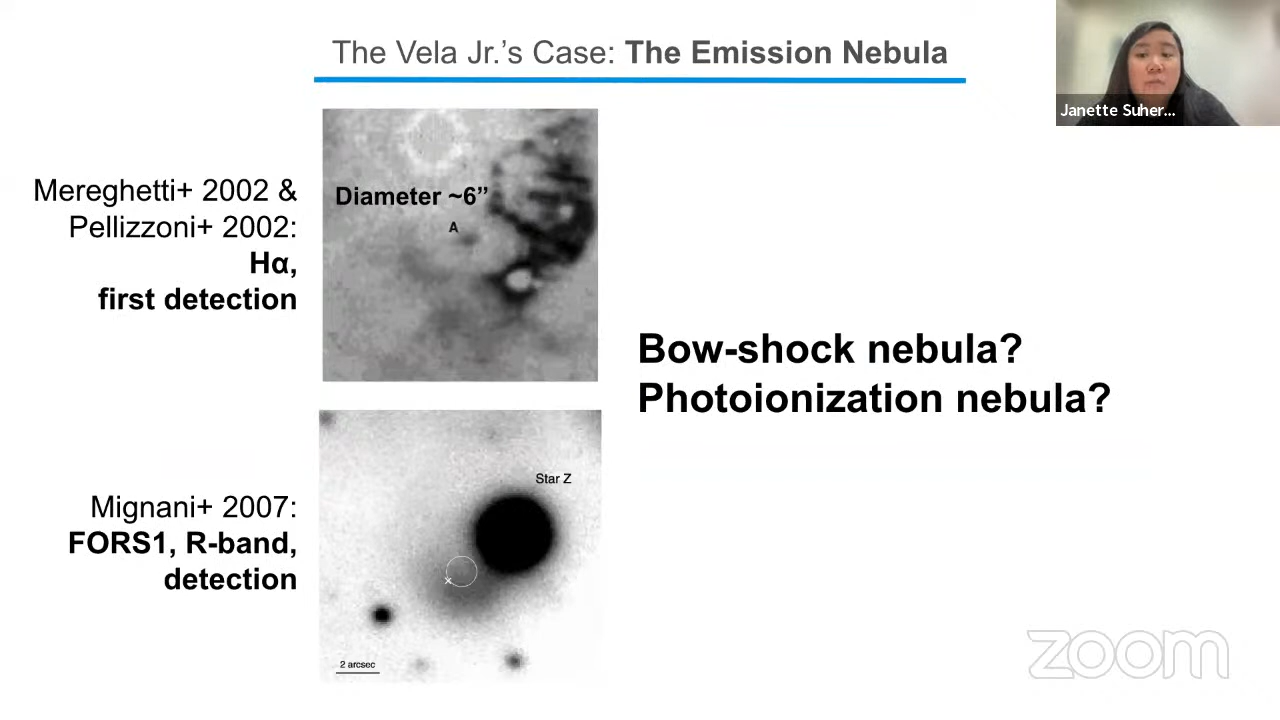 The Vela Jr.'s Case: The Emission Nebula
Janette Suher...
Mereghetti+ 2002 &
Pellizzoni+ 2002:
Hα,
first detection
Diameter ~6”
A
Bow-shock nebula?
Photoionization nebula?
Mignani+ 2007:
FORS1, R-band,
detection
Star Z
×
2 arcsec
zoom